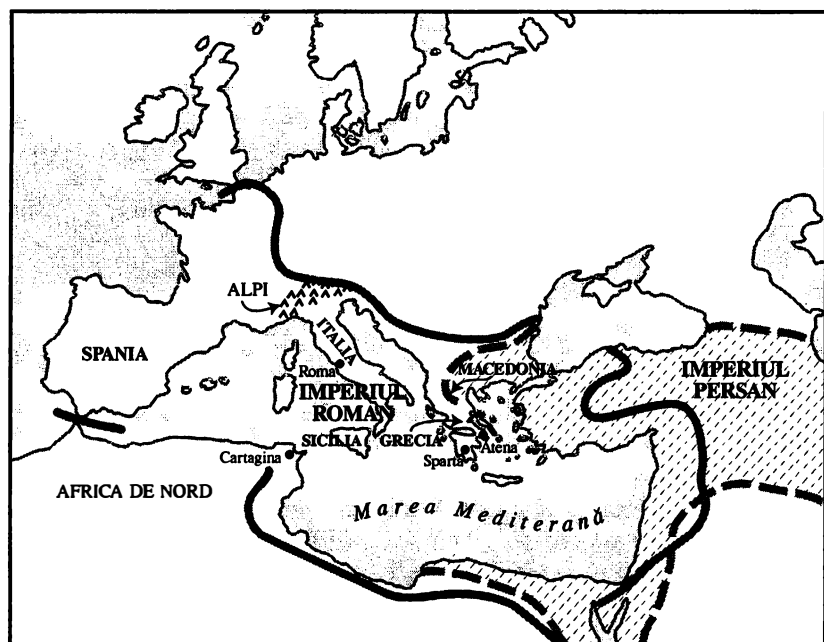 ALPI
SPANIA
ITALIA
Roma
IMPERIUL
ROMAN
MACEDONIA
IMPERIUL
PERSAN
SICILIA
GRECIA
Atena
Sparta
Cartagina
AFRICA DE NORD
Marea Mediterană